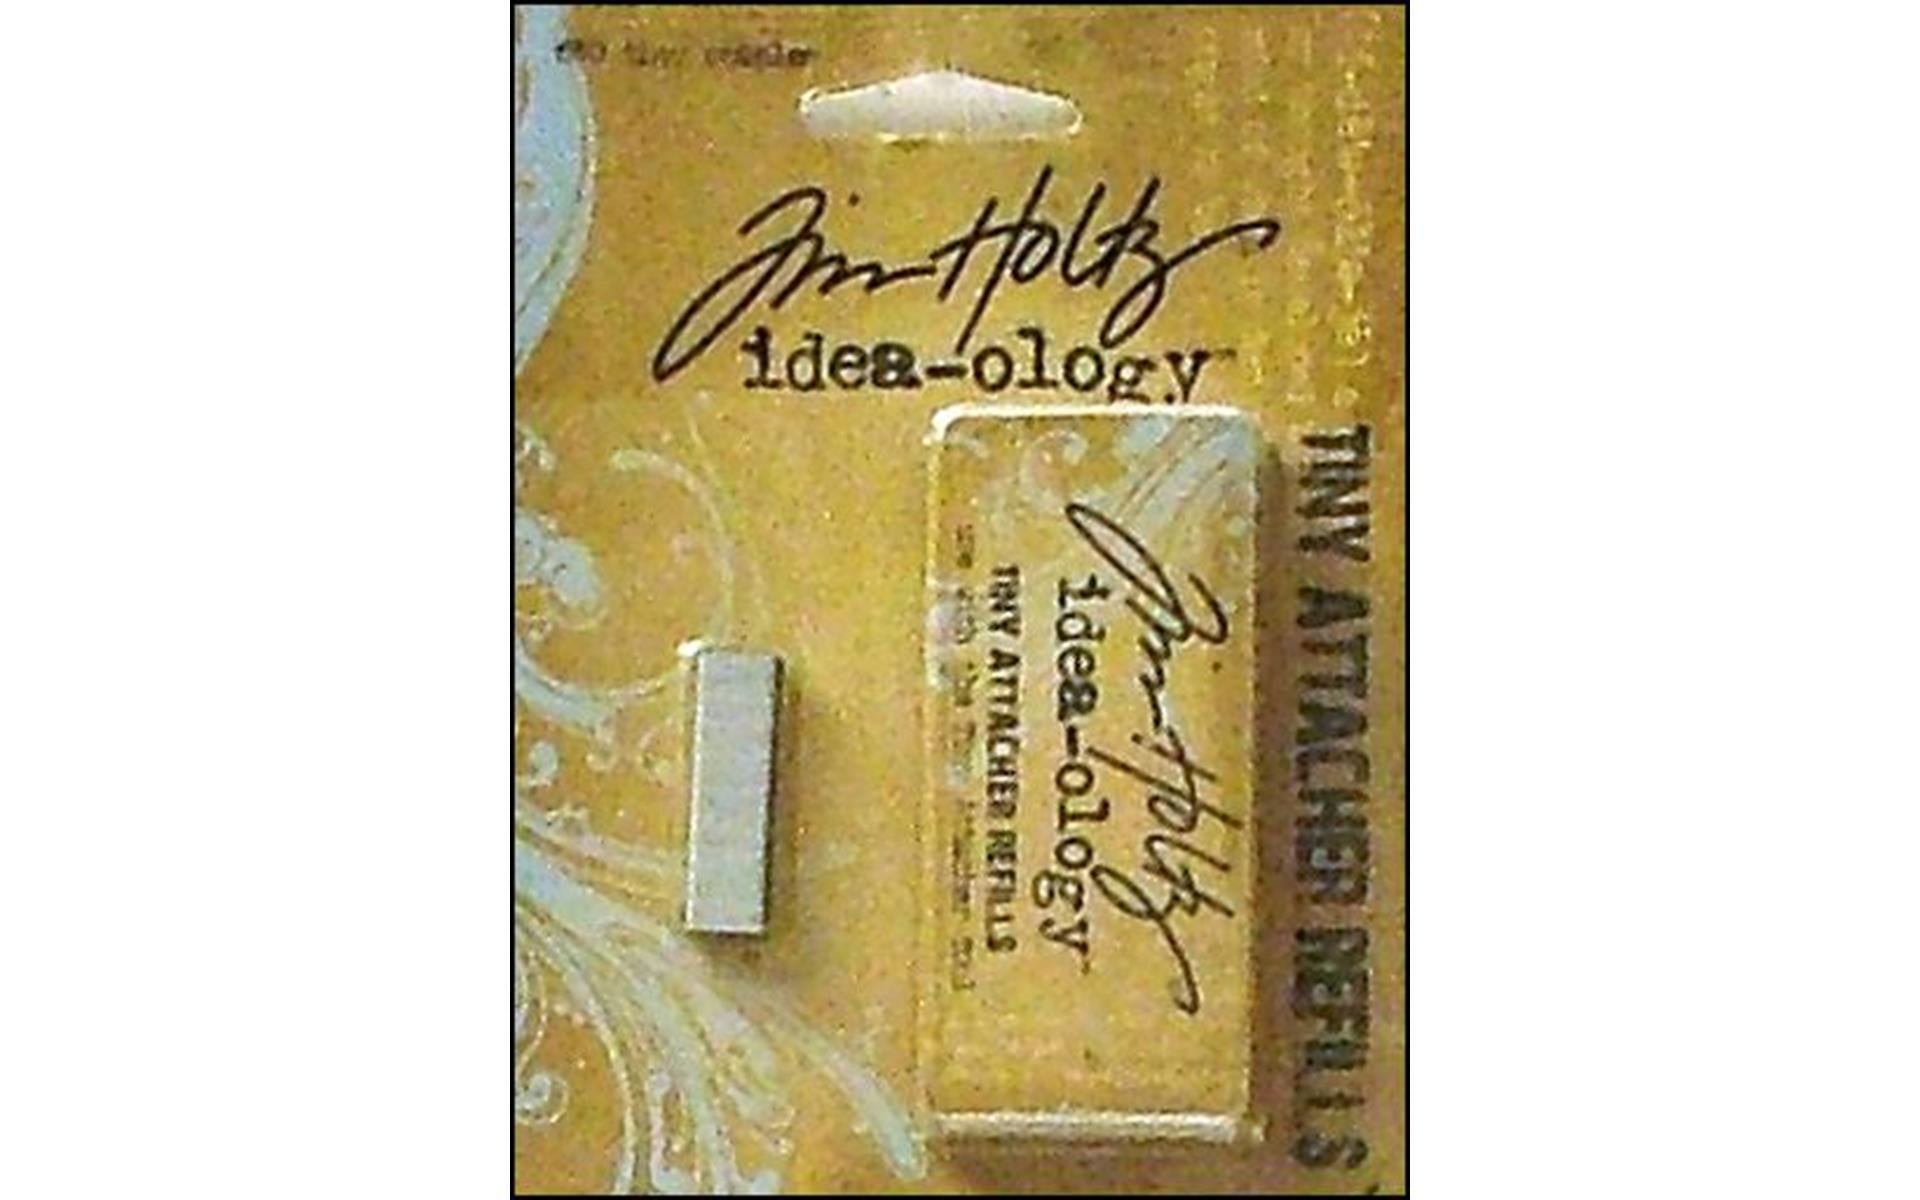 Tim Holtz
idea-ology
TINY ATTACHER REFILLS
Tim Holtz
idea-ology
TINY ATTACHER REFILLS